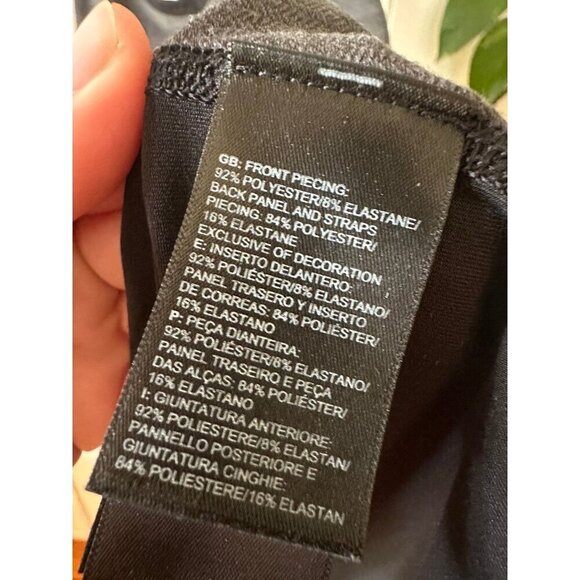 GB: FRONT PIECING:
92% POLYESTER/8% ELASTANE/
BACK PANEL AND STRAPS
PIECING: 84% POLYESTER/
16% ELASTANE
EXCLUSIVE OF DECORATION
E: INSERTO DELANTERO:
92% POLIÉSTER/8% ELASTANO/
PANEL TRASERO Y INSERTO
DE CORREAS: 84% POLIÉSTER/
16% ELASTANO
P: PEÇA DIANTEIRA:
92% POLIÉSTER/8% ELASTANO/
PAINEL TRASEIRO E PEÇA
DAS ALÇAS: 84% POLIÉSTER/
16% ELASTANO
I: GIUNTATURA ANTERIORE:
92% POLIESTERE/8% ELASTAN/
PANNELLO POSTERIORE E
GIUNTATURA CINGHIE:
84% POLIESTERE/16% ELASTAN